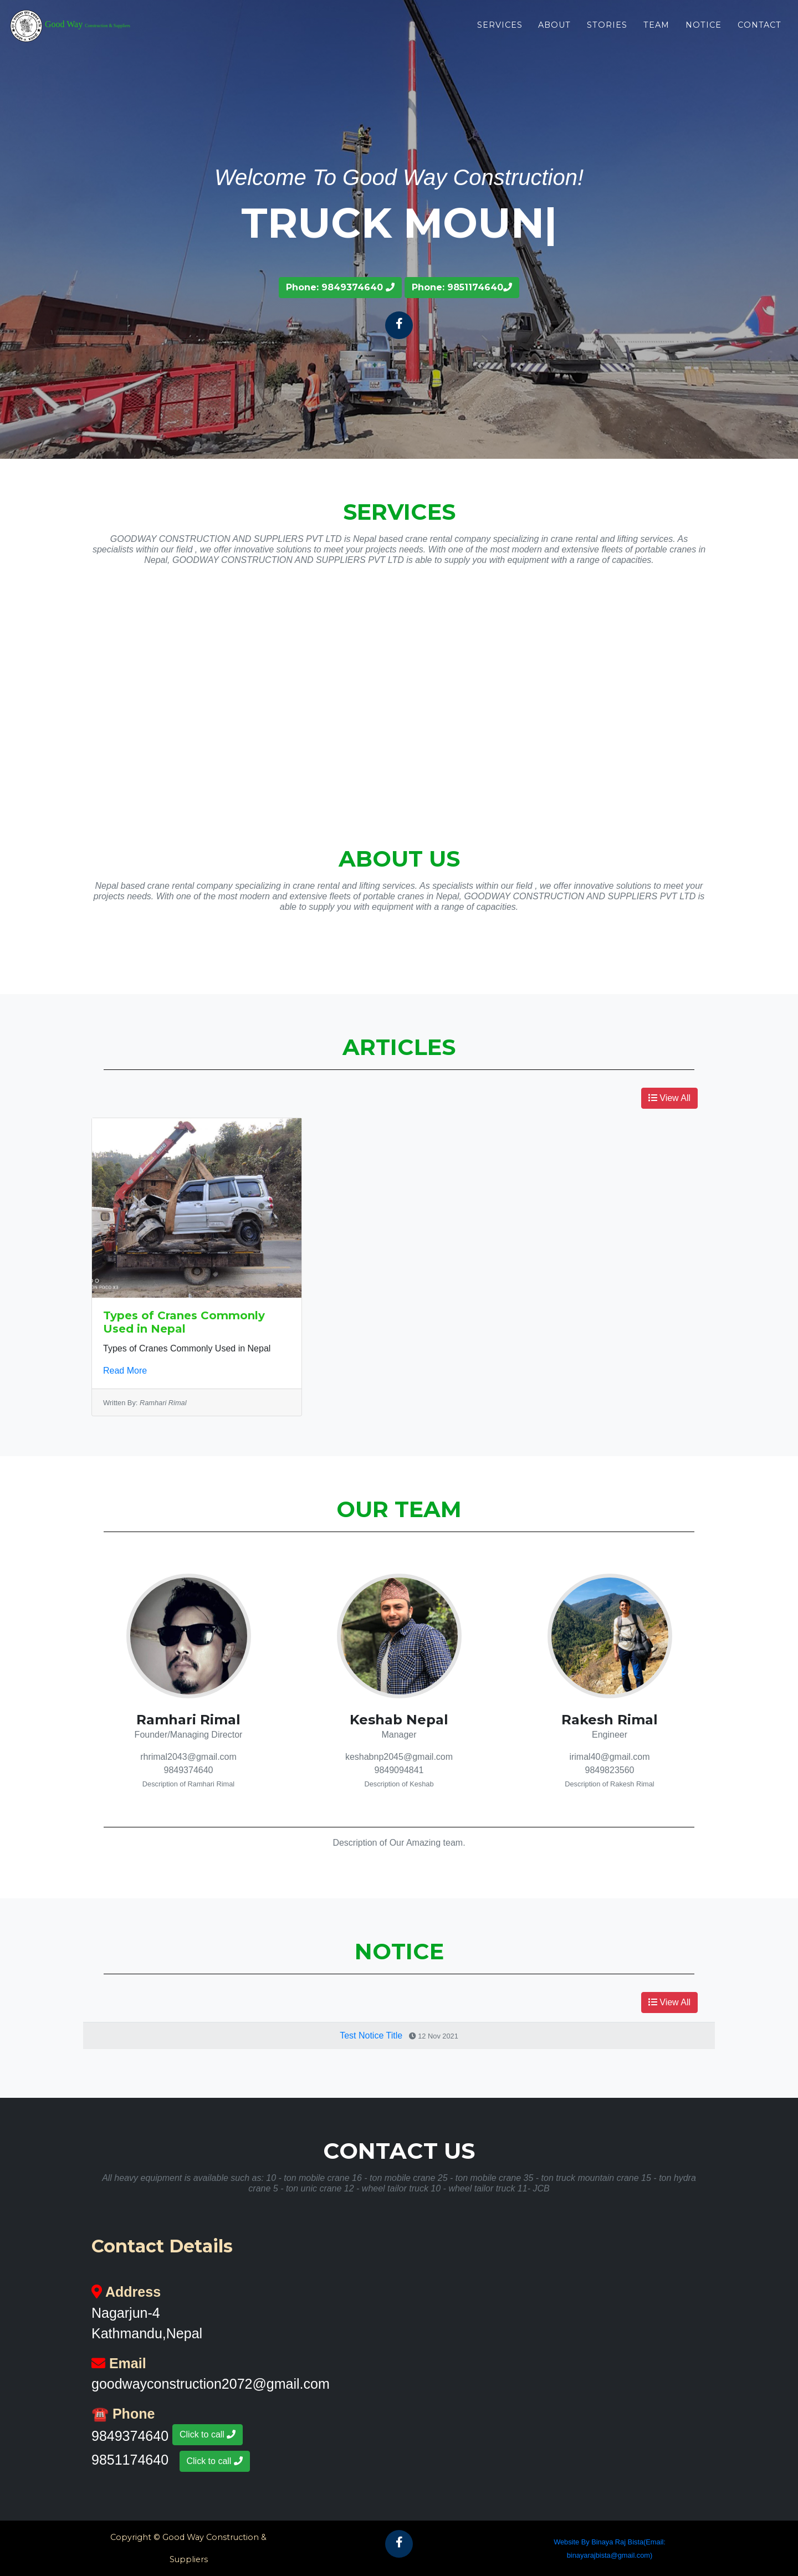 Good Way Construction & Suppliers
SERVICES ABOUT STORIES TEAM NOTICE CONTACT
Welcome To Good Way Construction!
TRUCK MOUN|
Phone: 9849374640 Phone: 9851174640
SERVICES
GOODWAY CONSTRUCTION AND SUPPLIERS PVT LTD is Nepal based crane rental company specializing in crane rental and lifting services. As
specialists within our field , we offer innovative solutions to meet your projects needs. With one of the most modern and extensive fleets of portable cranes in
Nepal, GOODWAY CONSTRUCTION AND SUPPLIERS PVT LTD is able to supply you with equipment with a range of capacities.
ABOUT US
Nepal based crane rental company specializing in crane rental and lifting services. As specialists within our field , we offer innovative solutions to meet your
projects needs. With one of the most modern and extensive fleets of portable cranes in Nepal, GOODWAY CONSTRUCTION AND SUPPLIERS PVT LTD is
able to supply you with equipment with a range of capacities.
ARTICLES
View All
Types of Cranes Commonly
Used in Nepal
Types of Cranes Commonly Used in Nepal
Read More
Written By: Ramhari Rimal
OUR TEAM
Ramhari Rimal
Founder/Managing Director
rhrimal2043@gmail.com
9849374640
Description of Ramhari Rimal
Keshab Nepal
Manager
keshabnp2045@gmail.com
9849094841
Description of Keshab
Rakesh Rimal
Engineer
irimal40@gmail.com
9849823560
Description of Rakesh Rimal
Description of Our Amazing team.
NOTICE
View All
Test Notice Title 12 Nov 2021
CONTACT US
All heavy equipment is available such as: 10 - ton mobile crane 16 - ton mobile crane 25 - ton mobile crane 35 - ton truck mountain crane 15 - ton hydra
crane 5 - ton unic crane 12 - wheel tailor truck 10 - wheel tailor truck 11- JCB
Contact Details
Address
Nagarjun-4
Kathmandu,Nepal
Email
goodwayconstruction2072@gmail.com
Phone
9849374640 Click to call
9851174640 Click to call
Copyright © Good Way Construction &
Suppliers
Website By Binaya Raj Bista(Email:
binayarajbista@gmail.com)